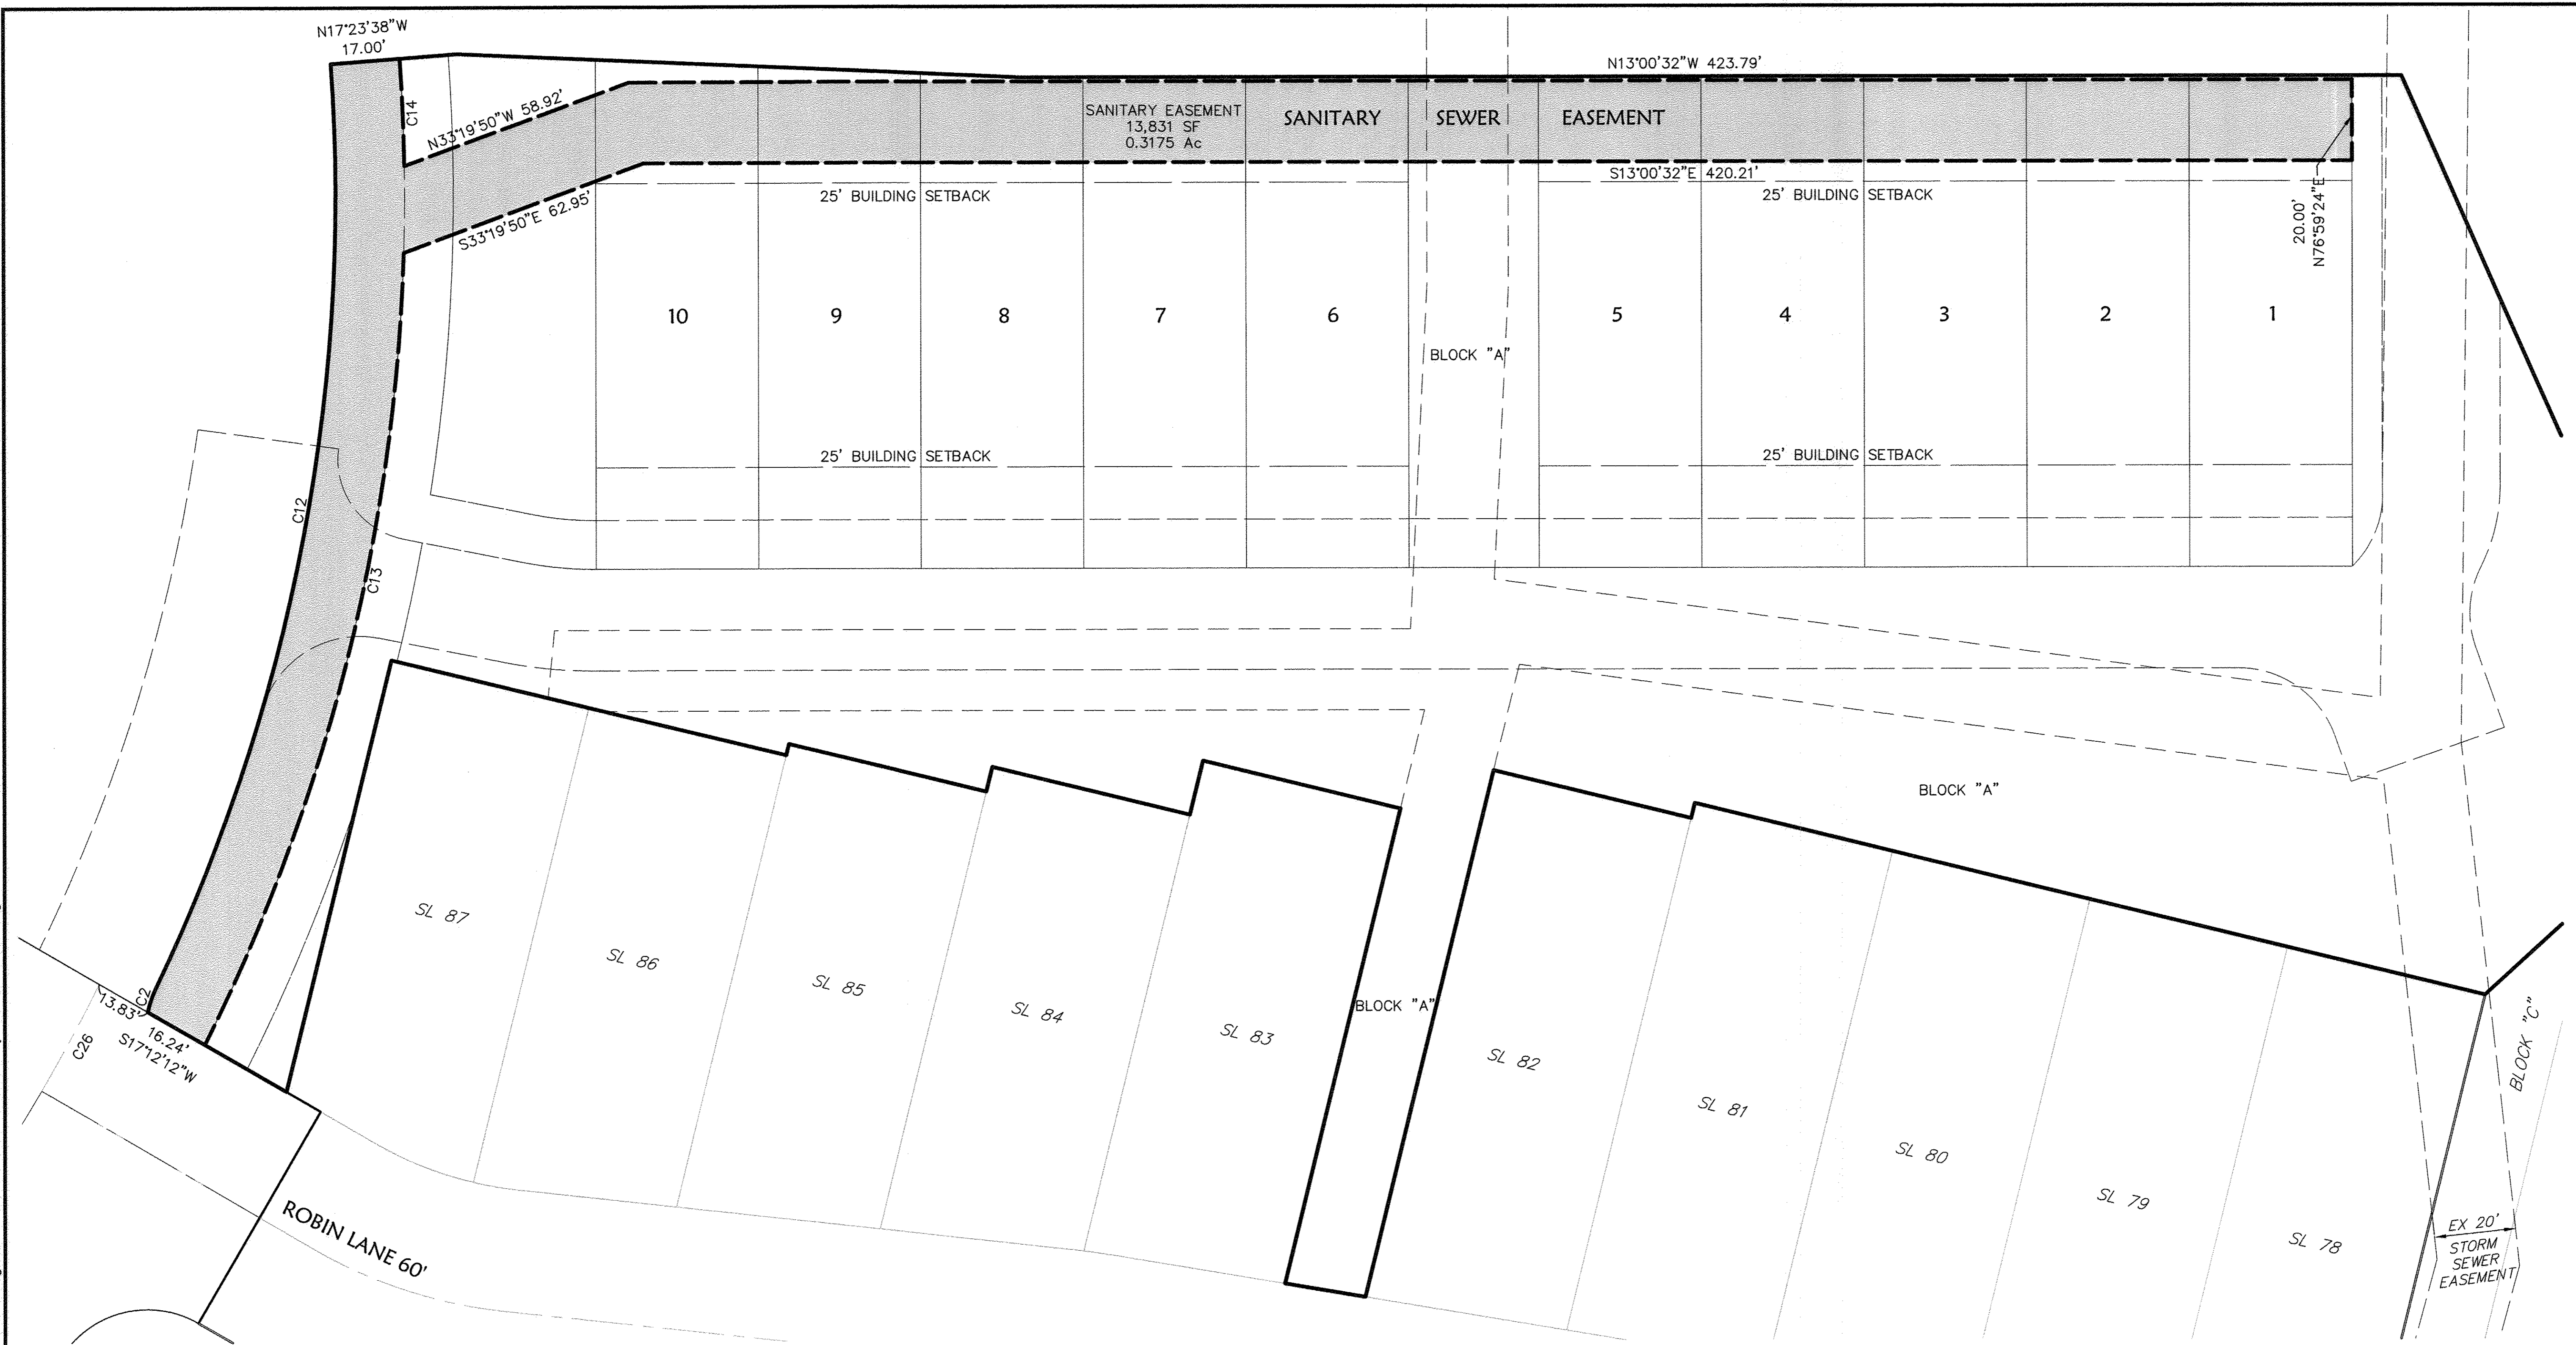 N17°23'38"W
17.00'
C14
N33°19'50"W 58.92'
S33°19'50"E 62.95'
N13°00'32"W 423.79'
SANITARY EASEMENT
13,831 SF
0.3175 Ac
SANITARY SEWER EASEMENT
S13°00'32"E 420.21'
25' BUILDING SETBACK
25' BUILDING SETBACK
20.00'
N76°59'24"E
10
9
8
7
6
5
4
3
2
1
BLOCK "A"
25' BUILDING SETBACK
25' BUILDING SETBACK
C12
C13
BLOCK "A"
SL 87
SL 86
SL 85
SL 84
SL 83
BLOCK "A"
SL 82
SL 81
SL 80
SL 79
SL 78
BLOCK "C"
C2
13.83'
16.24'
S17°12'12"W
C26
ROBIN LANE 60'
EX 20'
STORM
SEWER
EASEMENT